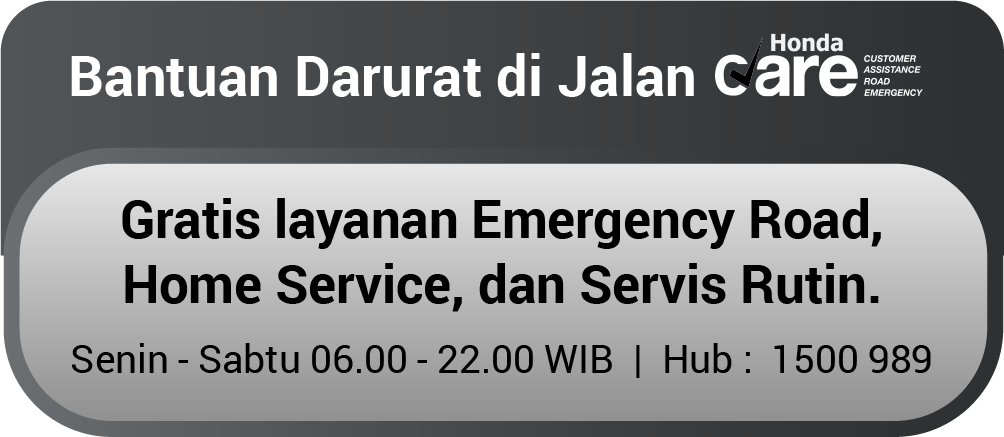 Bantuan Darurat di Jalan
Honda
care
CUSTOMER
ASSISTANCE
ROAD
EMERGENCY
Gratis layanan Emergency Road,
Home Service, dan Servis Rutin.
Senin - Sabtu 06.00 - 22.00 WIB | Hub : 1500 989